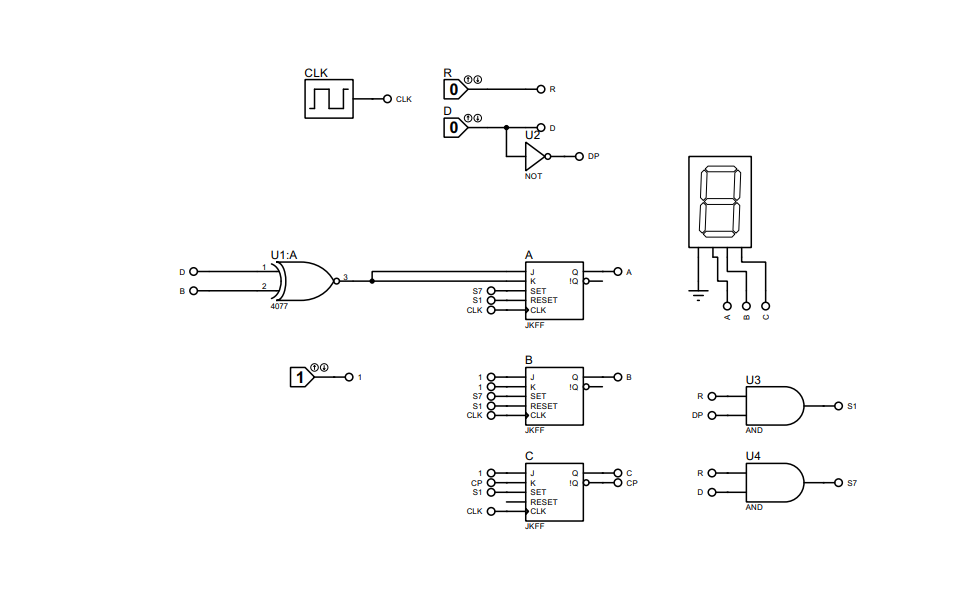 CLK
CLK
R
0
R
D
0
D
U2
DP
NOT
U1:A
D
1
B
2
3
4077
A
J
K
S7
SET
S1
RESET
CLK
CLK
Q
!Q
A
JKFF
A
B
C
1
1
B
1
J
1
K
S7
SET
S1
RESET
CLK
CLK
Q
!Q
B
JKFF
U3
R
DP
S1
AND
C
1
J
CP
K
S1
SET
RESET
CLK
CLK
Q
!Q
C
CP
JKFF
U4
R
D
S7
AND